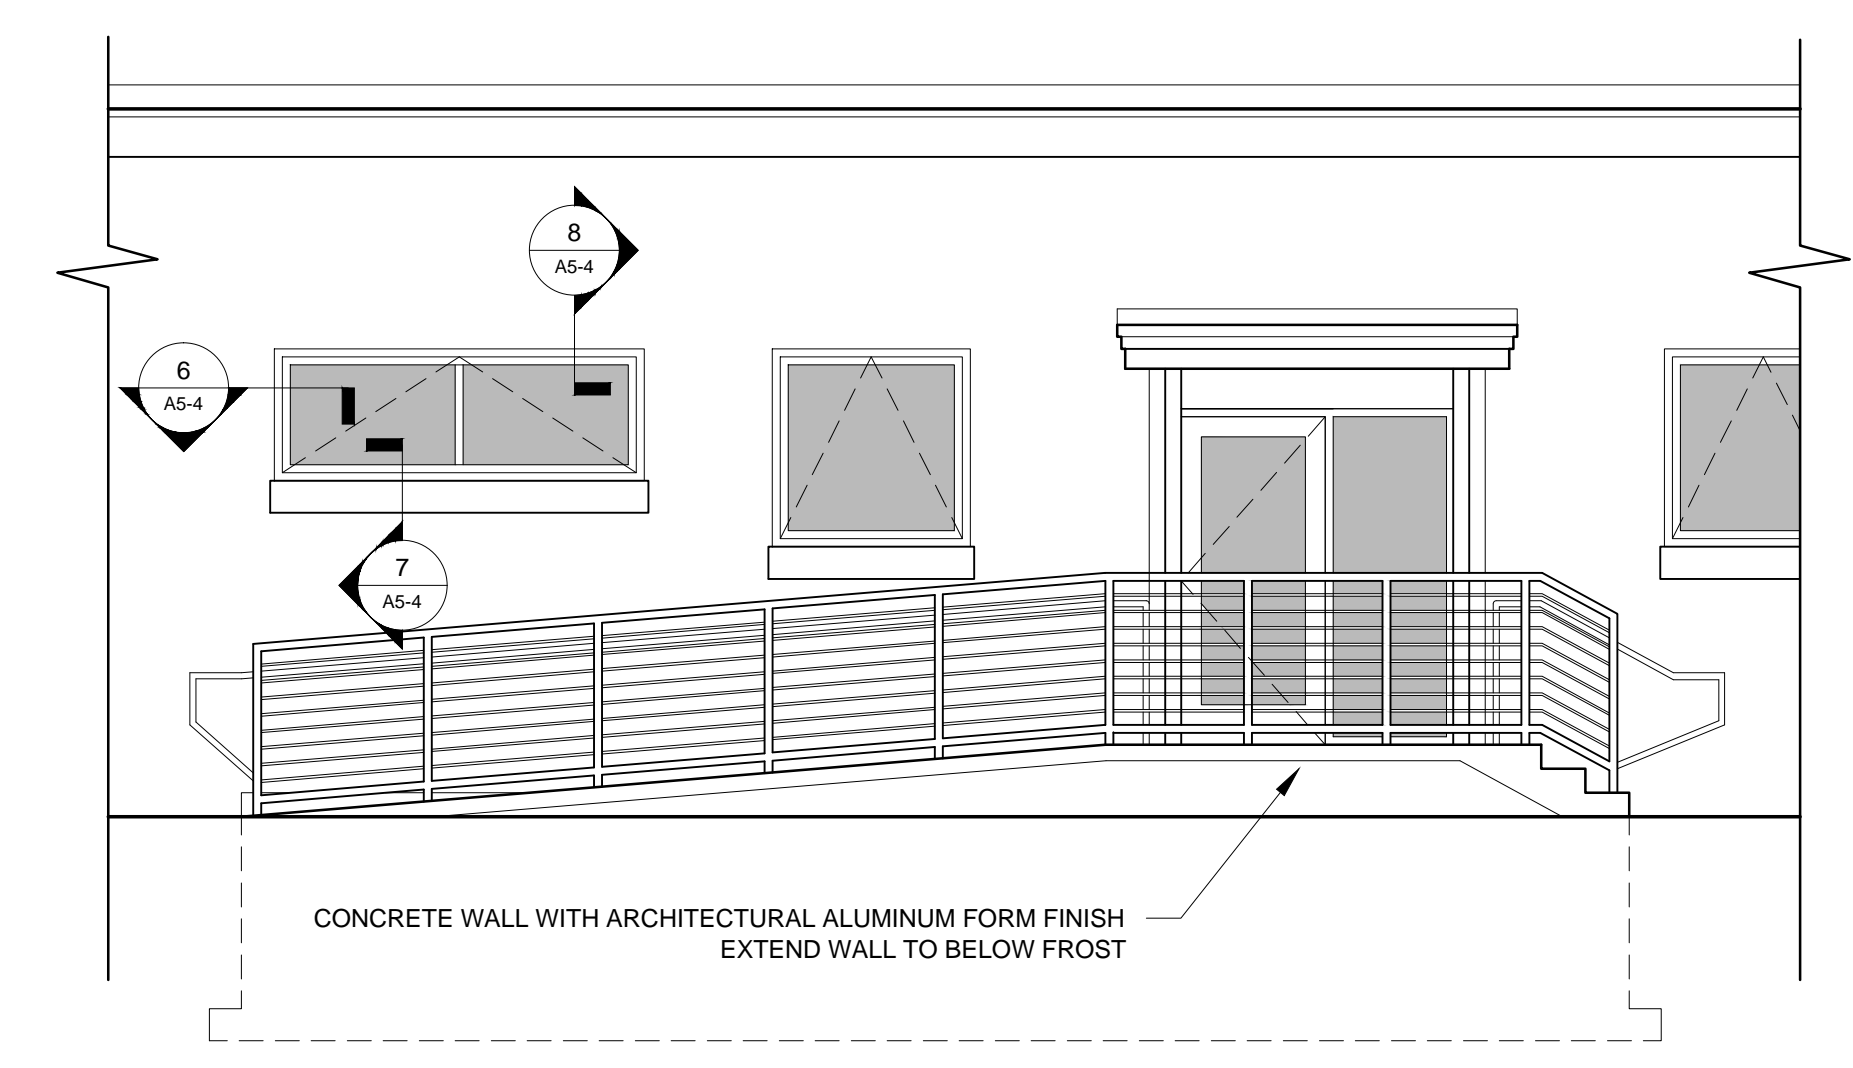 8
A5-4
6
A5-4
7
A5-4
CONCRETE WALL WITH ARCHITECTURAL ALUMINUM FORM FINISH
EXTEND WALL TO BELOW FROST